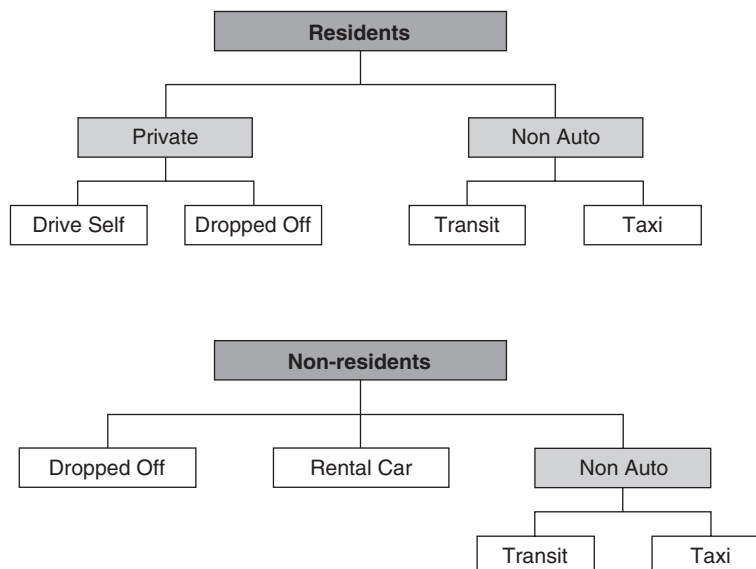 Residents
Private
Non Auto
Drive Self
Dropped Off
Transit
Taxi
Non-residents
Dropped Off
Rental Car
Non Auto
Transit
Taxi